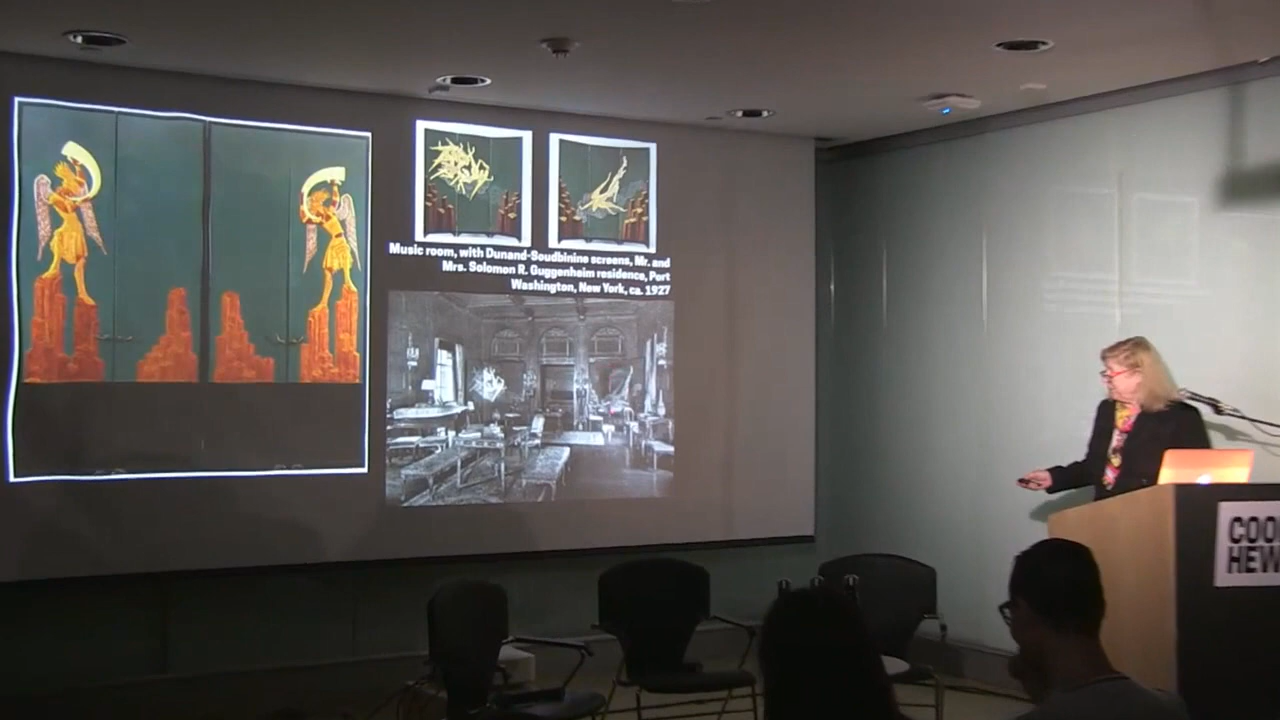 Music room, with Dunand-Soudbinine screens, Mr. and
Mrs. Solomon R. Guggenheim residence, Port
Washington, New York, ca. 1927
COO
HEW